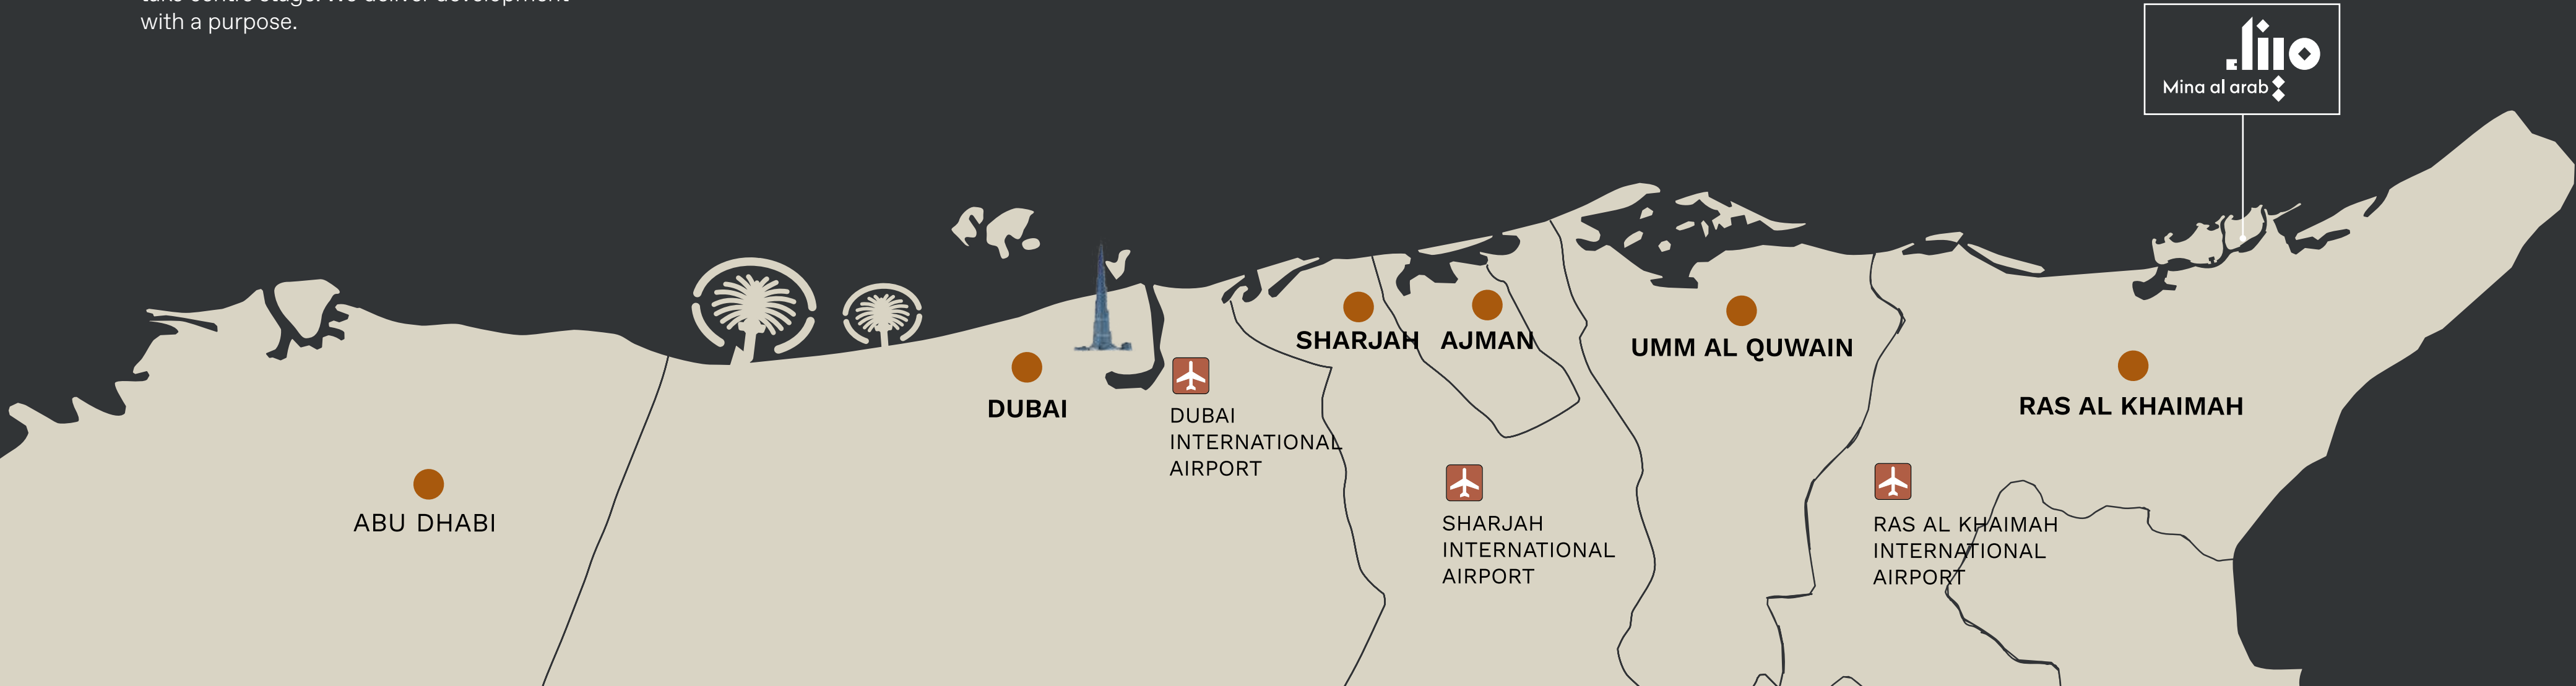 with a purpose.
ميناء
Mina al arab
SHARJAH
AJMAN
UMM AL QUWAIN
DUBAI
RAS AL KHAIMAH
DUBAI
INTERNATIONAL
AIRPORT
ABU DHABI
SHARJAH
INTERNATIONAL
AIRPORT
RAS AL KHAIMAH
INTERNATIONAL
AIRPORT